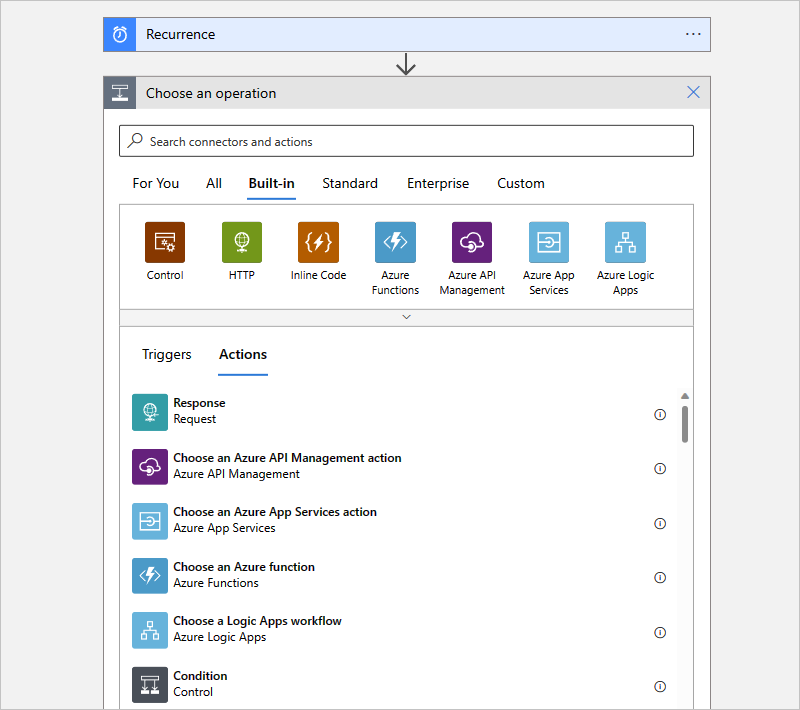 Recurrence
Choose an operation
Search connectors and actions
For You All Built-in Standard Enterprise Custom
Control HTTP Inline Code Azure Functions Azure API Management Azure App Services Azure Logic Apps
Triggers Actions
Response
Request
Choose an Azure API Management action
Azure API Management
Choose an Azure App Services action
Azure App Services
Choose an Azure function
Azure Functions
Choose a Logic Apps workflow
Azure Logic Apps
Condition
Control